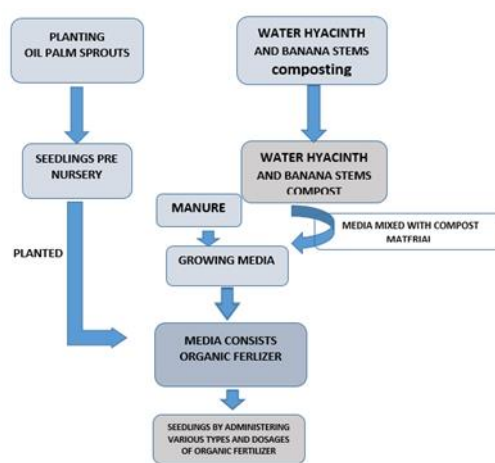 PLANTING
OIL PALM SPROUTS
WATER HYACINTH
AND BANANA STEMS
composting
SEEDLINGS PRE
NURSERY
WATER HYACINTH
AND BANANA STEMS
COMPOST
MANURE
MEDIA MIXED WITH COMPOST
MATERIAL
PLANTED
GROWING MEDIA
MEDIA CONSISTS
ORGANIC FERLIZER
SEEDLINGS BY ADMINISTERING
VARIOUS TYPES AND DOSAGES
OF ORGANIC FERTILIZER